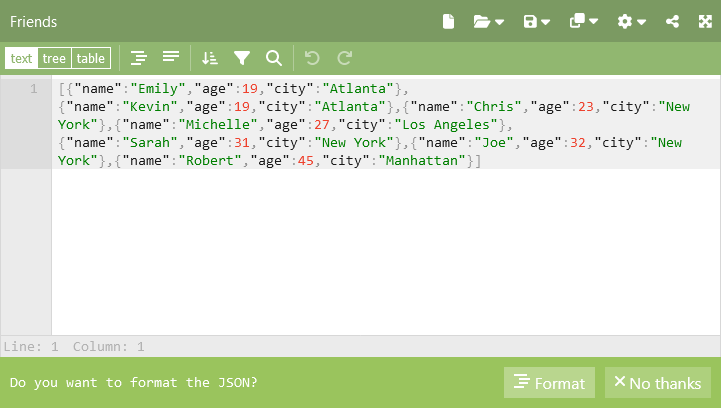 Friends
text tree table
1 [{"name":"Emily","age":19,"city":"Atlanta"},
{"name":"Kevin","age":19,"city":"Atlanta"},{"name":"Chris","age":23,"city":"New
York"},{"name":"Michelle","age":27,"city":"Los Angeles"},
{"name":"Sarah","age":31,"city":"New York"},{"name":"Joe","age":32,"city":"New
York"},{"name":"Robert","age":45,"city":"Manhattan"}]
Line: 1 Column: 1
Do you want to format the JSON? Format No thanks